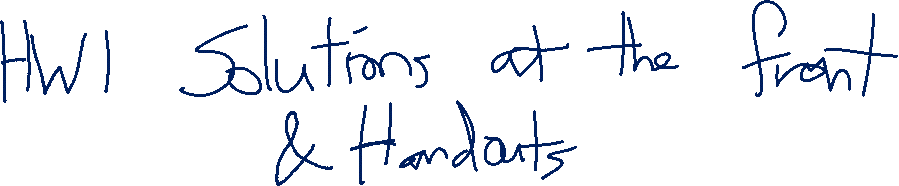 HW1 Solutions at the front
& Handouts